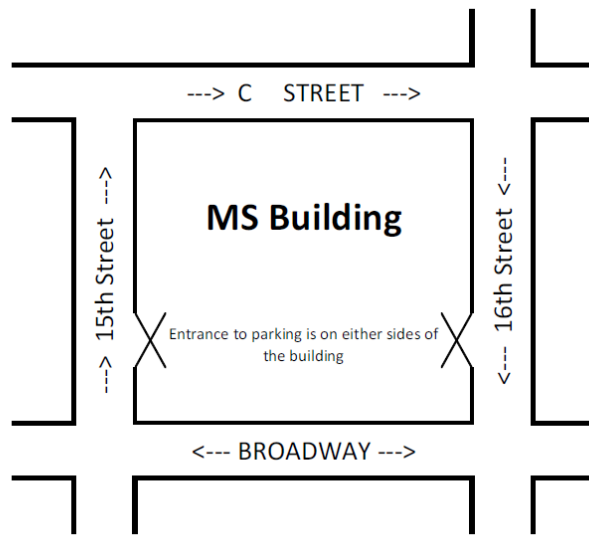 ---> C STREET --->
MS Building
---> 15th Street --->
<--- 16th Street <---
Entrance to parking is on either sides of
the building
<--- BROADWAY --->